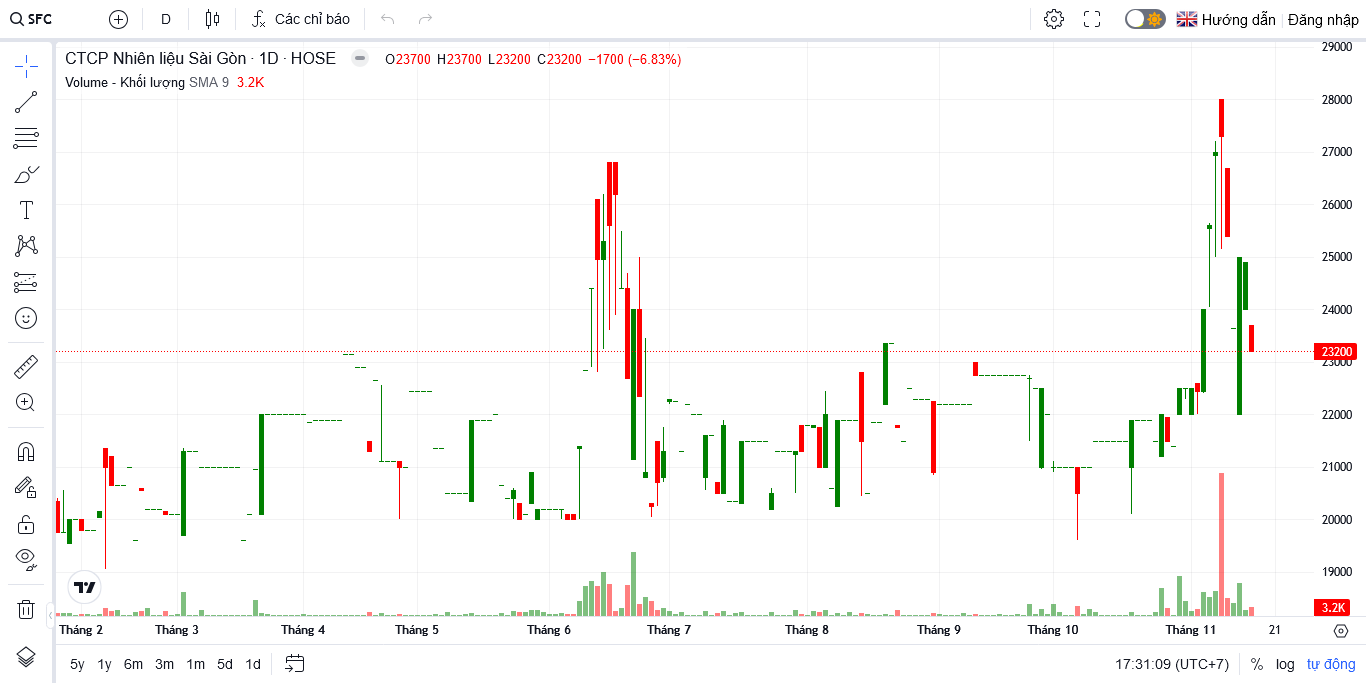 SFC D Các chỉ báo Hướng dẫn Đăng nhập
CTCP Nhiên liệu Sài Gòn · 1D · HOSE O23700 H23700 L23200 C23200 −1700 (−6.83%)
Volume - Khối lượng SMA 9 3.2K
29000
28000
27000
26000
25000
24000
23200
23000
22000
21000
20000
19000
3.2K
Tháng 2 Tháng 3 Tháng 4 Tháng 5 Tháng 6 Tháng 7 Tháng 8 Tháng 9 Tháng 10 Tháng 11 21
5y 1y 6m 3m 1m 5d 1d 17:31:09 (UTC+7) % log tự động